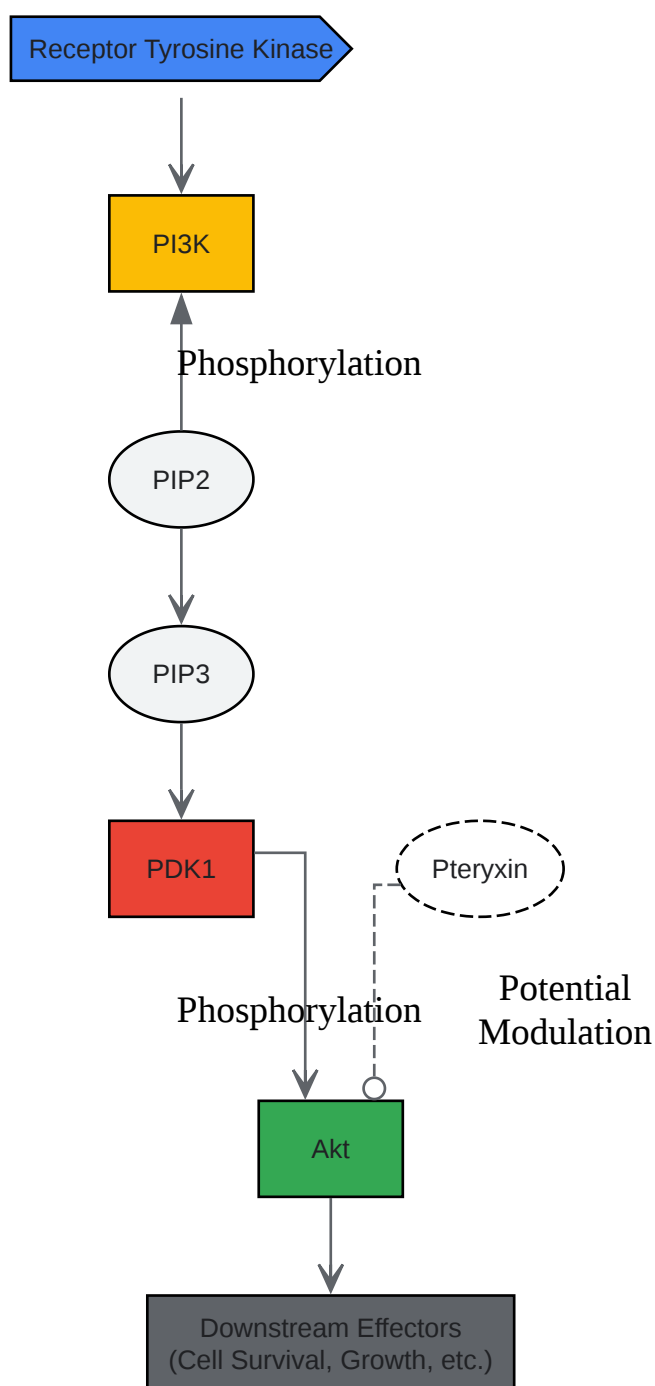 Receptor Tyrosine Kinase
PI3K
Phosphorylation
PIP2
PIP3
PDK1
Pteryxin
Phosphorylation
Potential
Modulation
Akt
Downstream Effectors
(Cell Survival, Growth, etc.)